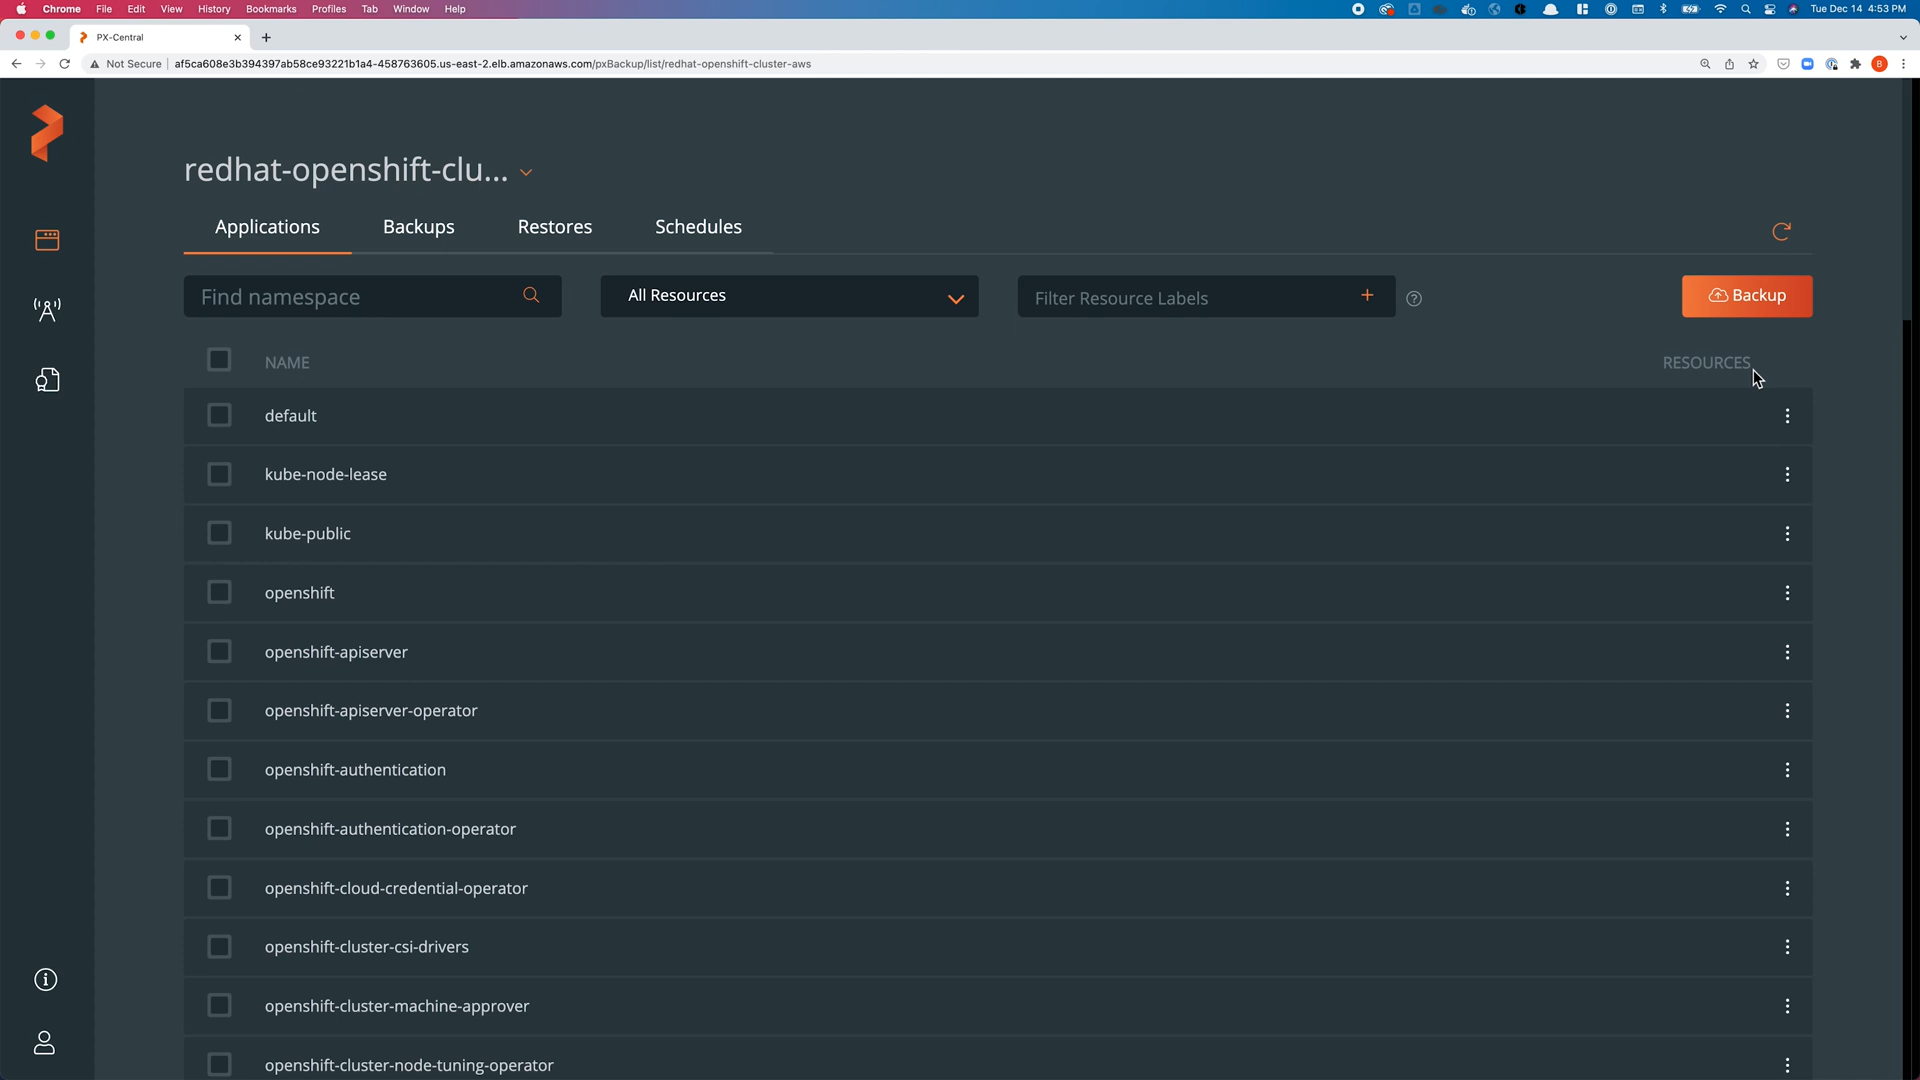 Chrome File Edit View History Bookmarks Profiles Tab Window Help Tue Dec 14 4:53 PM
PX-Central
Not Secure af5ca608e3b394397ab58ce93221b1a4-458763605.us-east-2.elb.amazonaws.com/pxBackup/list/redhat-openshift-cluster-aws B
redhat-openshift-clu...
Applications Backups Restores Schedules
Find namespace All Resources Filter Resource Labels + ? Backup
NAME RESOURCES
default
kube-node-lease
kube-public
openshift
openshift-apiserver
openshift-apiserver-operator
openshift-authentication
openshift-authentication-operator
openshift-cloud-credential-operator
openshift-cluster-csi-drivers
openshift-cluster-machine-approver
openshift-cluster-node-tuning-operator